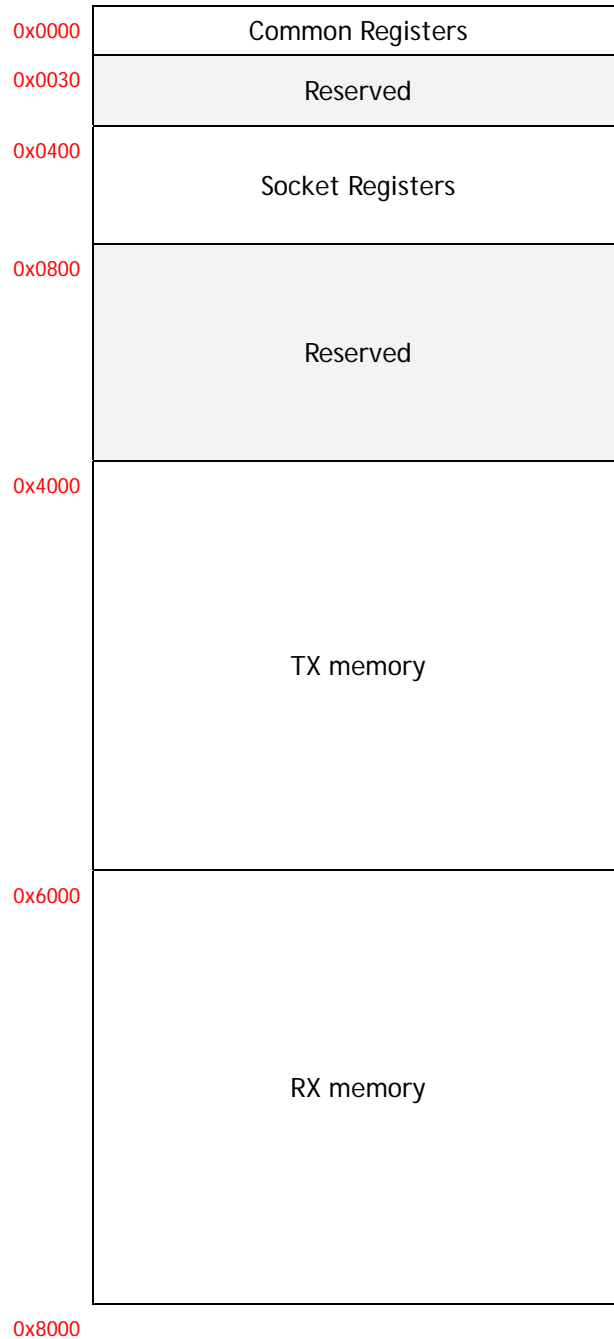 0x0000
Common Registers
0x0030
Reserved
0x0400
Socket Registers
0x0800
Reserved
0x4000
TX memory
0x6000
RX memory
0x8000